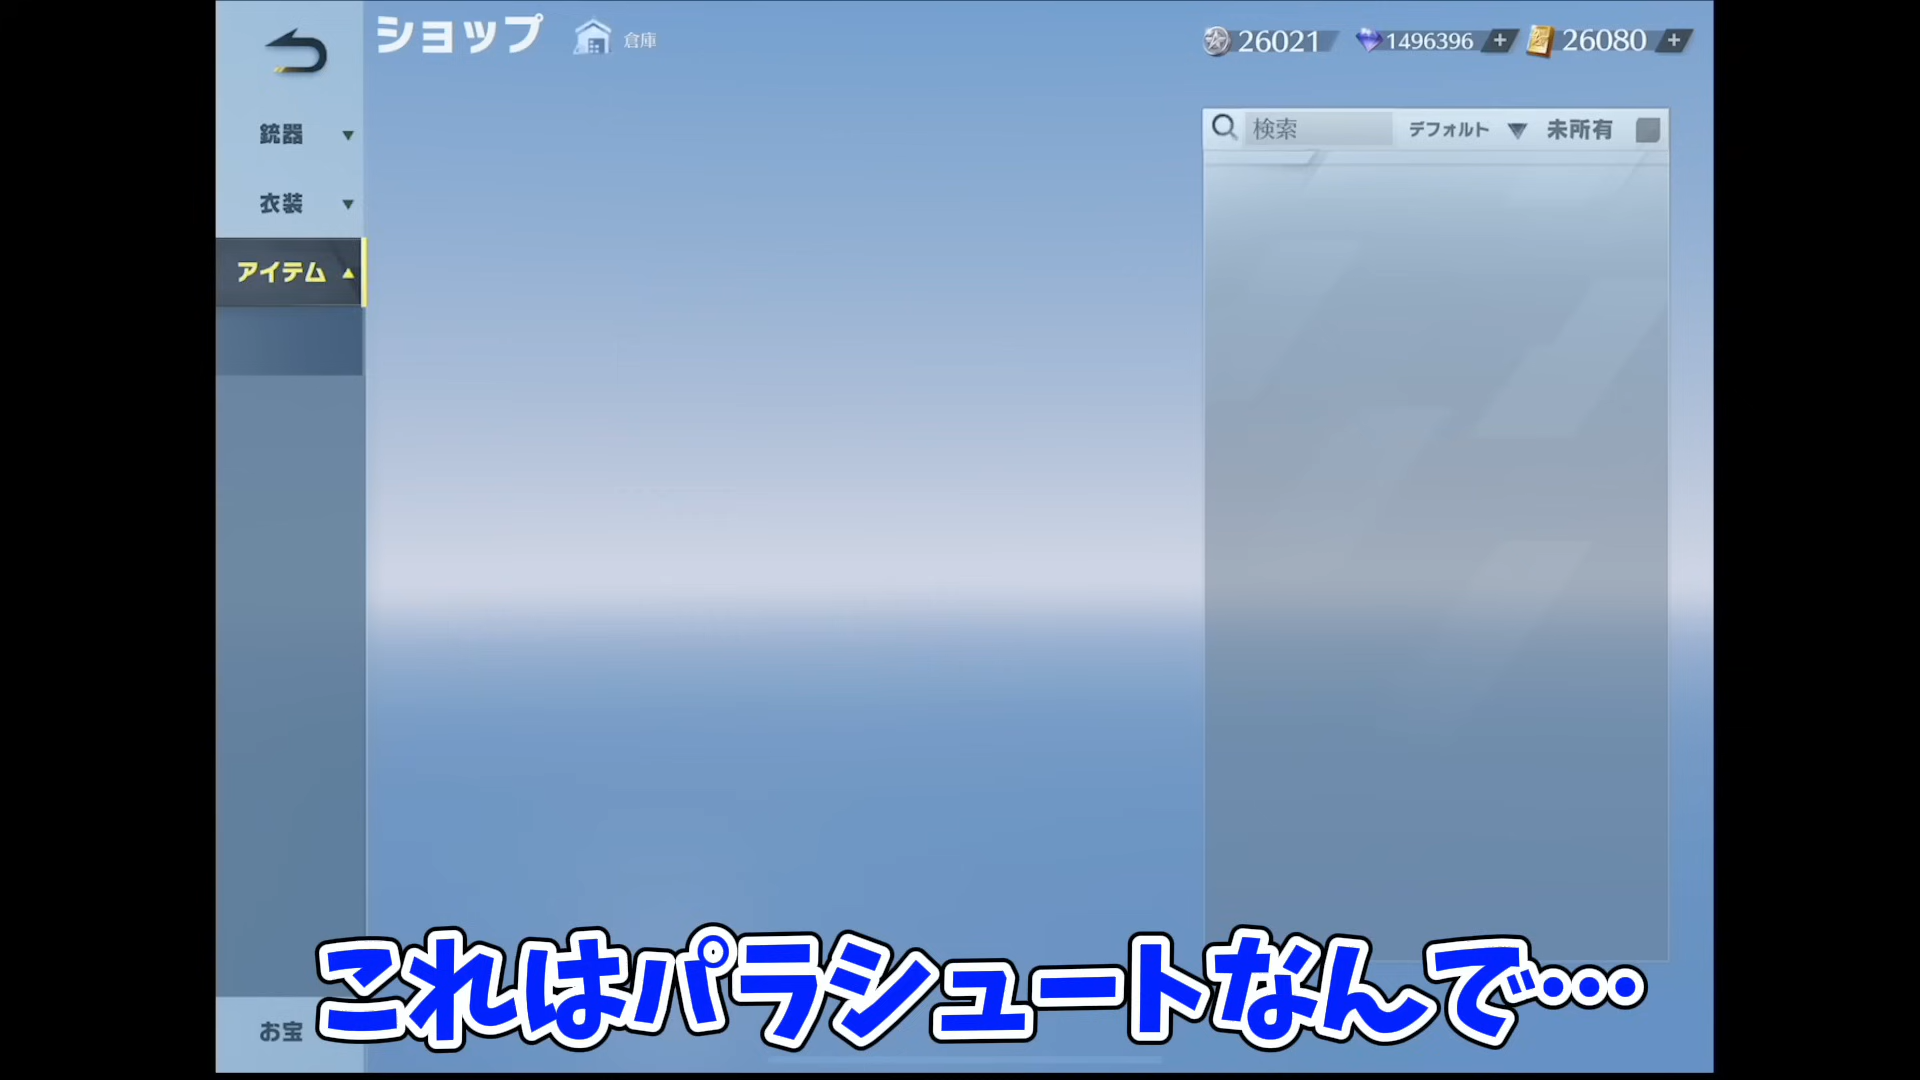 ショップ 倉庫 26021 1496396 + 26080 +
銃器
衣装
アイテム
検索 デフォルト 未所有
お宝
これはパラシュートなんで…